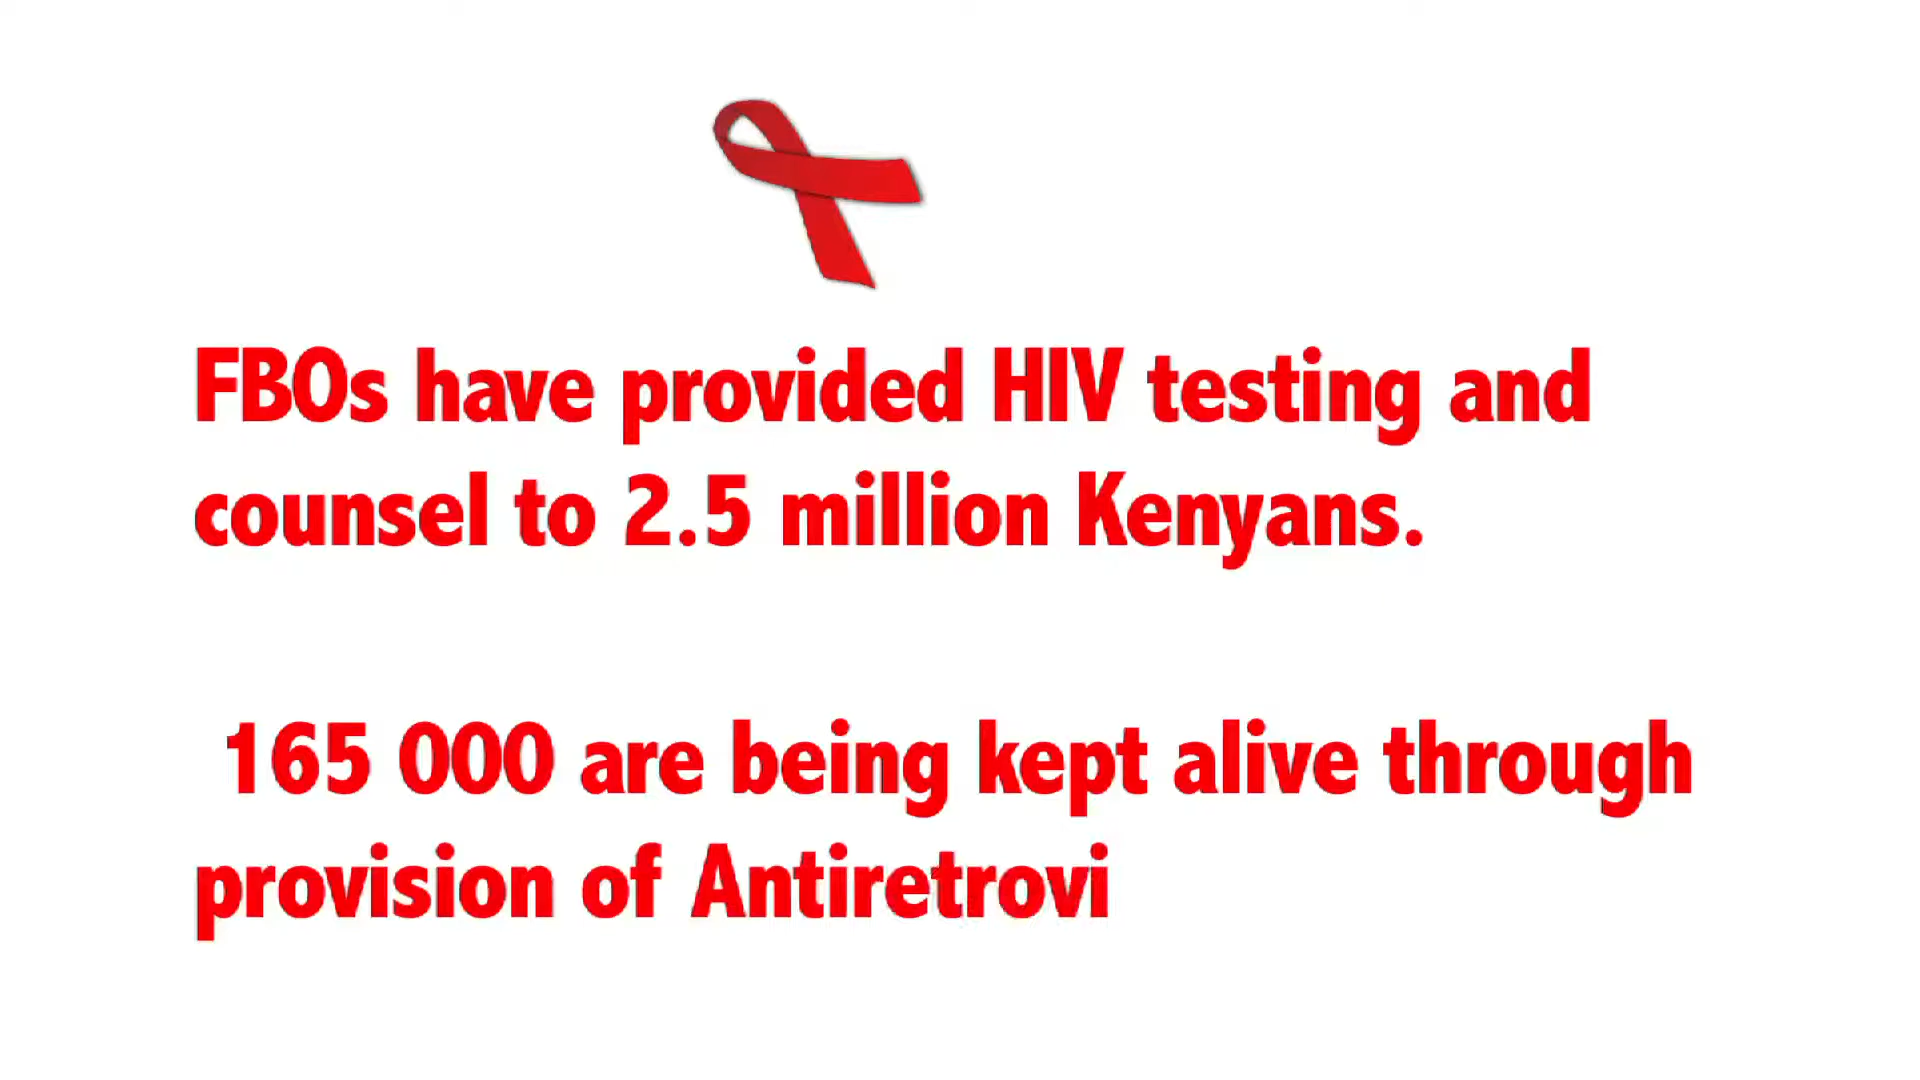 FBOs have provided HIV testing and
counsel to 2.5 million Kenyans.
165 000 are being kept alive through
provision of Antiretrovi